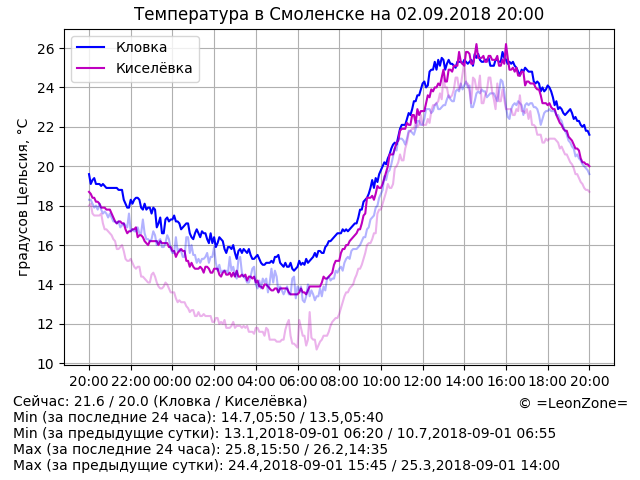 Температура в Смоленске на 02.09.2018 20:00
Кловка
Киселёвка
градусов Цельсия, °C
26
24
22
20
18
16
14
12
10
20:00 22:00 00:00 02:00 04:00 06:00 08:00 10:00 12:00 14:00 16:00 18:00 20:00
Сейчас: 21.6 / 20.0 (Кловка / Киселёвка)
© =LeonZone=
Min (за последние 24 часа): 14.7,05:50 / 13.5,05:40
Min (за предыдущие сутки): 13.1,2018-09-01 06:20 / 10.7,2018-09-01 06:55
Max (за последние 24 часа): 25.8,15:50 / 26.2,14:35
Max (за предыдущие сутки): 24.4,2018-09-01 15:45 / 25.3,2018-09-01 14:00